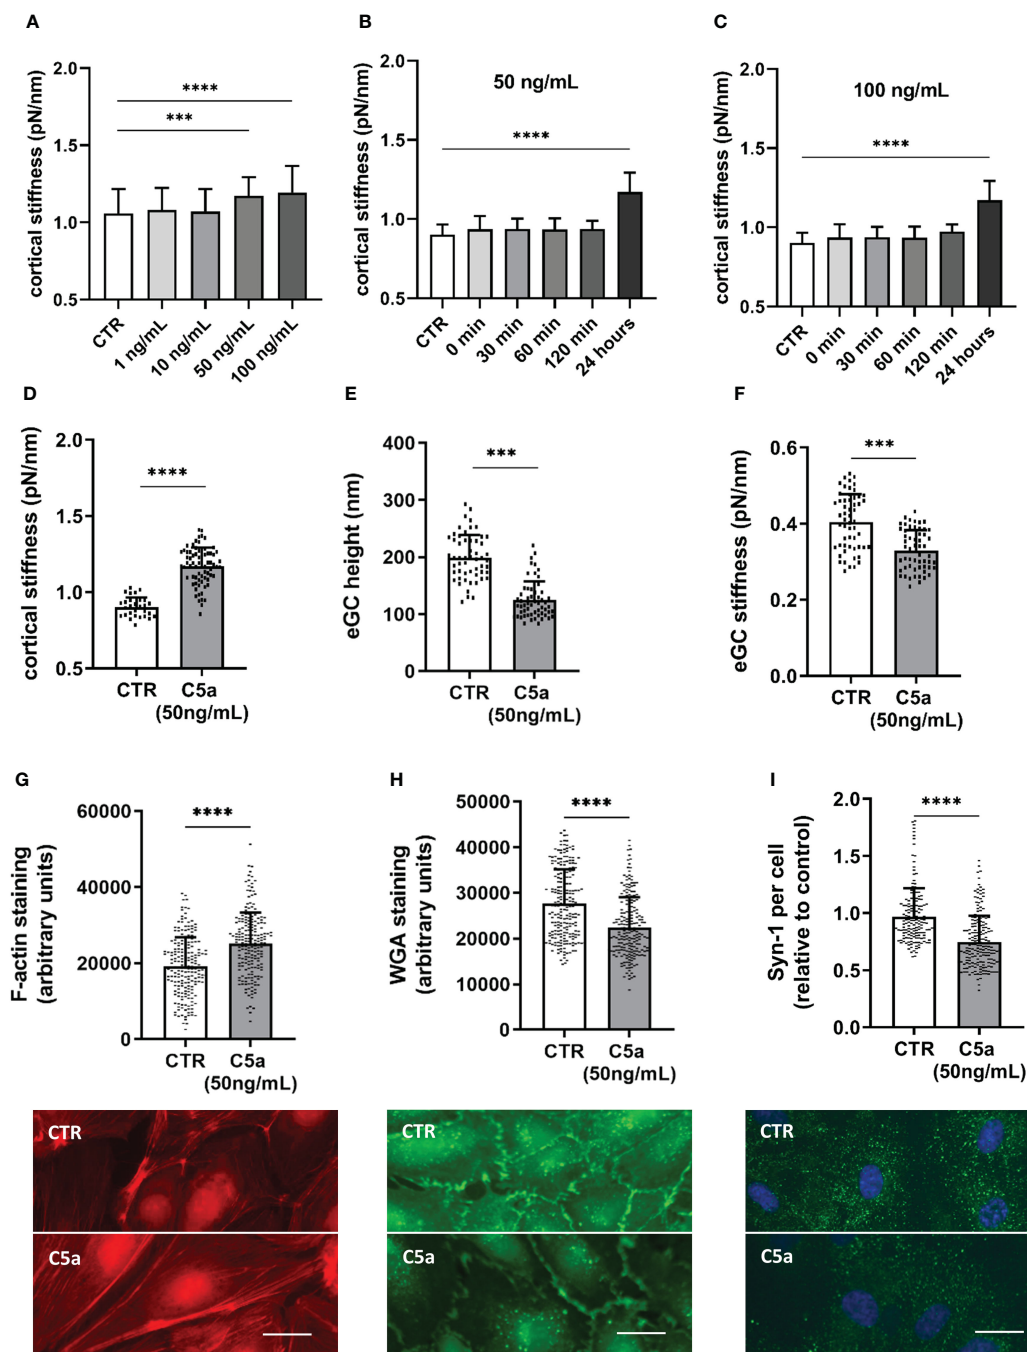 A
cortical stiffness (pN/nm)
2.0
1.5
1.0
0.5
****
***
CTR
1 ng/mL
10 ng/mL
50 ng/mL
100 ng/mL
B
cortical stiffness (pN/nm)
2.0
1.5
1.0
0.5
50 ng/mL
****
CTR
0 min
30 min
60 min
120 min
24 hours
C
cortical stiffness (pN/nm)
2.0
1.5
1.0
0.5
100 ng/mL
****
CTR
0 min
30 min
60 min
120 min
24 hours
D
cortical stiffness (pN/nm)
2.0
1.5
1.0
0.5
****
CTR
C5a
(50ng/mL)
E
eGC height (nm)
400
300
200
100
0
***
CTR
C5a
(50ng/mL)
F
eGC stiffness (pN/nm)
0.6
0.4
0.2
0.0
***
CTR
C5a
(50ng/mL)
G
F-actin staining
(arbitrary units)
60000
40000
20000
0
****
CTR
C5a
(50ng/mL)
H
WGA staining
(arbitrary units)
50000
40000
30000
20000
10000
0
****
CTR
C5a
(50ng/mL)
I
Syn-1 per cell
(relative to control)
2.0
1.5
1.0
0.5
0.0
****
CTR
C5a
(50ng/mL)
CTR
C5a
CTR
C5a
CTR
C5a